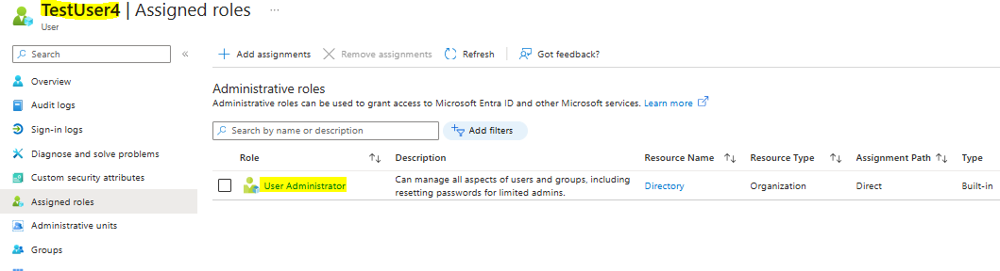 TestUser4 | Assigned roles ...
User
Search
«
Add assignments Remove assignments Refresh Got feedback?
Overview
Audit logs
Sign-in logs
Diagnose and solve problems
Custom security attributes
Assigned roles
Administrative units
Groups
Administrative roles
Administrative roles can be used to grant access to Microsoft Entra ID and other Microsoft services. Learn more
Search by name or description
Add filters
Role Description Resource Name Resource Type Assignment Path Type
User Administrator Can manage all aspects of users and groups, including
resetting passwords for limited admins. Directory Organization Direct Built-in